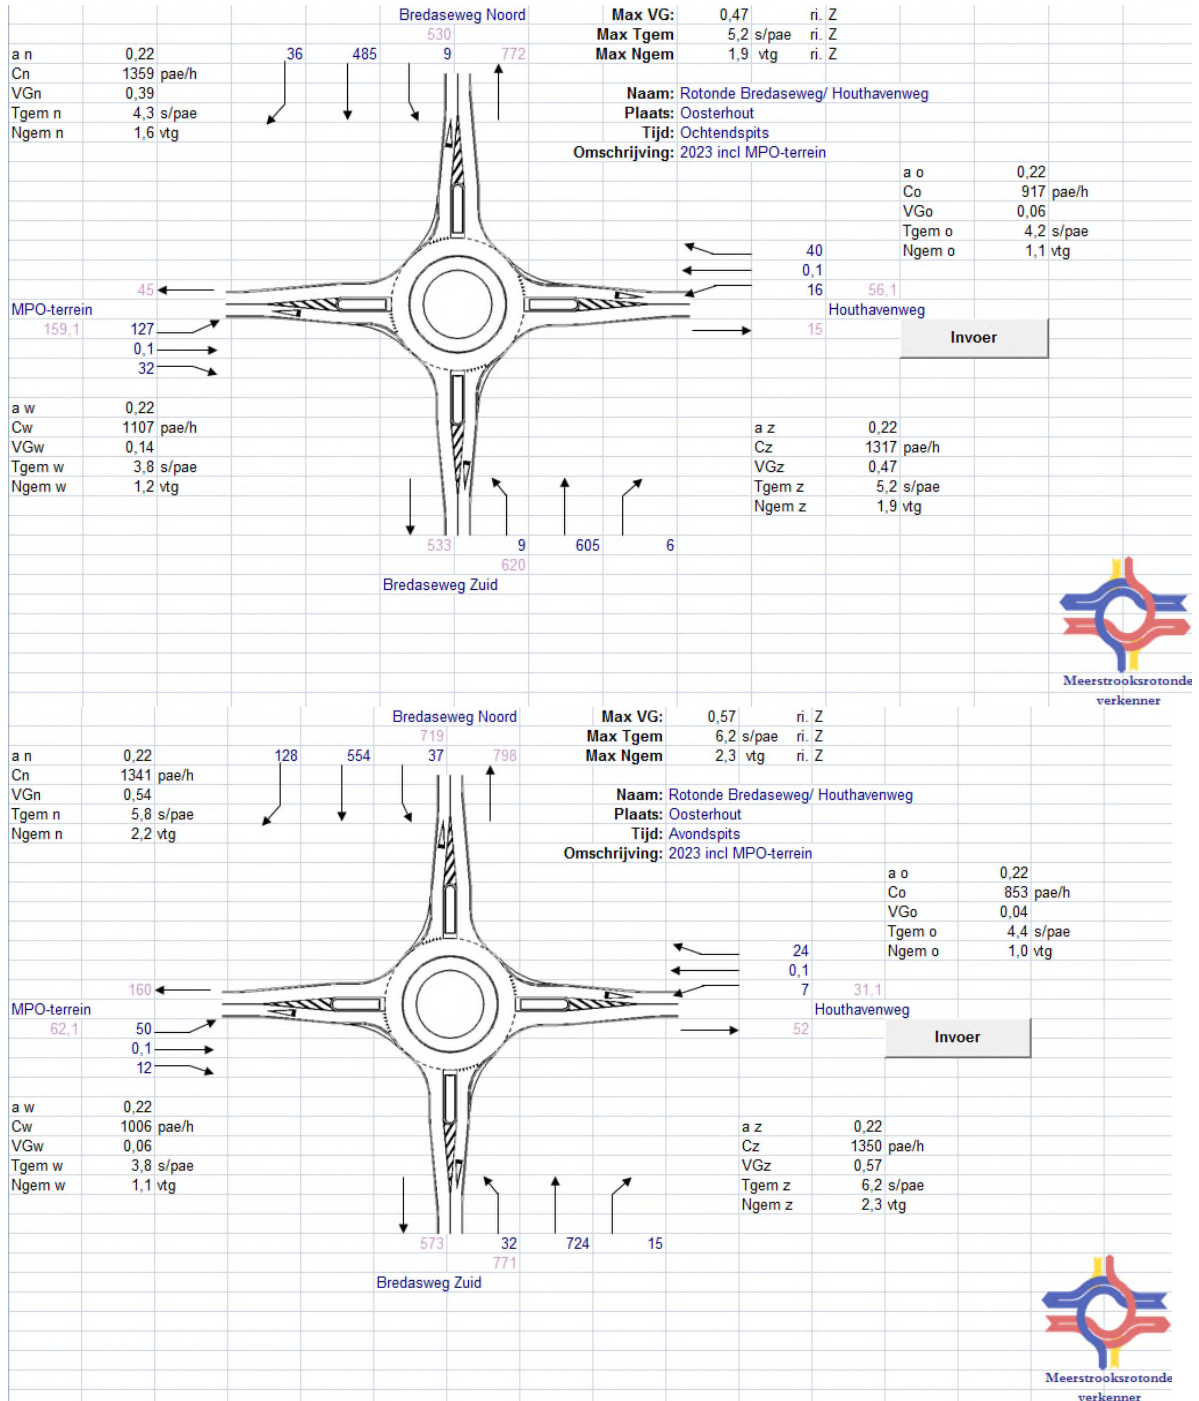 Bredaseweg Noord Max VG: 0,47 ri. Z
530 Max Tgem 5,2 s/pae ri. Z
a n 0,22 36 485 9 772 Max Ngem 1,9 vtg ri. Z
Cn 1359 pae/h
VGn 0,39 Naam: Rotonde Bredaseweg/ Houthavenweg
Tgem n 4,3 s/pae Plaats: Oosterhout
Ngem n 1,6 vtg Tijd: Ochtendspits
Omschrijving: 2023 incl MPO-terrein
a o 0,22
Co 917 pae/h
VGo 0,06
Tgem o 4,2 s/pae
40 Ngem o 1,1 vtg
0,1
45 16 56,1
MPO-terrein Houthavenweg
159,1 127 15
Invoer
0,1
32
a w 0,22
Cw 1107 pae/h a z 0,22
VGw 0,14 Cz 1317 pae/h
Tgem w 3,8 s/pae VGz 0,47
Ngem w 1,2 vtg Tgem z 5,2 s/pae
Ngem z 1,9 vtg
533 9 605 6
620
Bredaseweg Zuid
Meerstrooksrotonde
verkenner
Bredaseweg Noord Max VG: 0,57 ri. Z
719 Max Tgem 6,2 s/pae ri. Z
a n 0,22 128 554 37 798 Max Ngem 2,3 vtg ri. Z
Cn 1341 pae/h
VGn 0,54 Naam: Rotonde Bredaseweg/ Houthavenweg
Tgem n 5,8 s/pae Plaats: Oosterhout
Ngem n 2,2 vtg Tijd: Avondspits
Omschrijving: 2023 incl MPO-terrein
a o 0,22
Co 853 pae/h
VGo 0,04
Tgem o 4,4 s/pae
24 Ngem o 1,0 vtg
0,1
160 7 31,1
MPO-terrein Houthavenweg
62,1 50 52
Invoer
0,1
12
a w 0,22
Cw 1006 pae/h a z 0,22
VGw 0,06 Cz 1350 pae/h
Tgem w 3,8 s/pae VGz 0,57
Ngem w 1,1 vtg Tgem z 6,2 s/pae
Ngem z 2,3 vtg
573 32 724 15
771
Bredasweg Zuid
Meerstrooksrotonde
verkenner